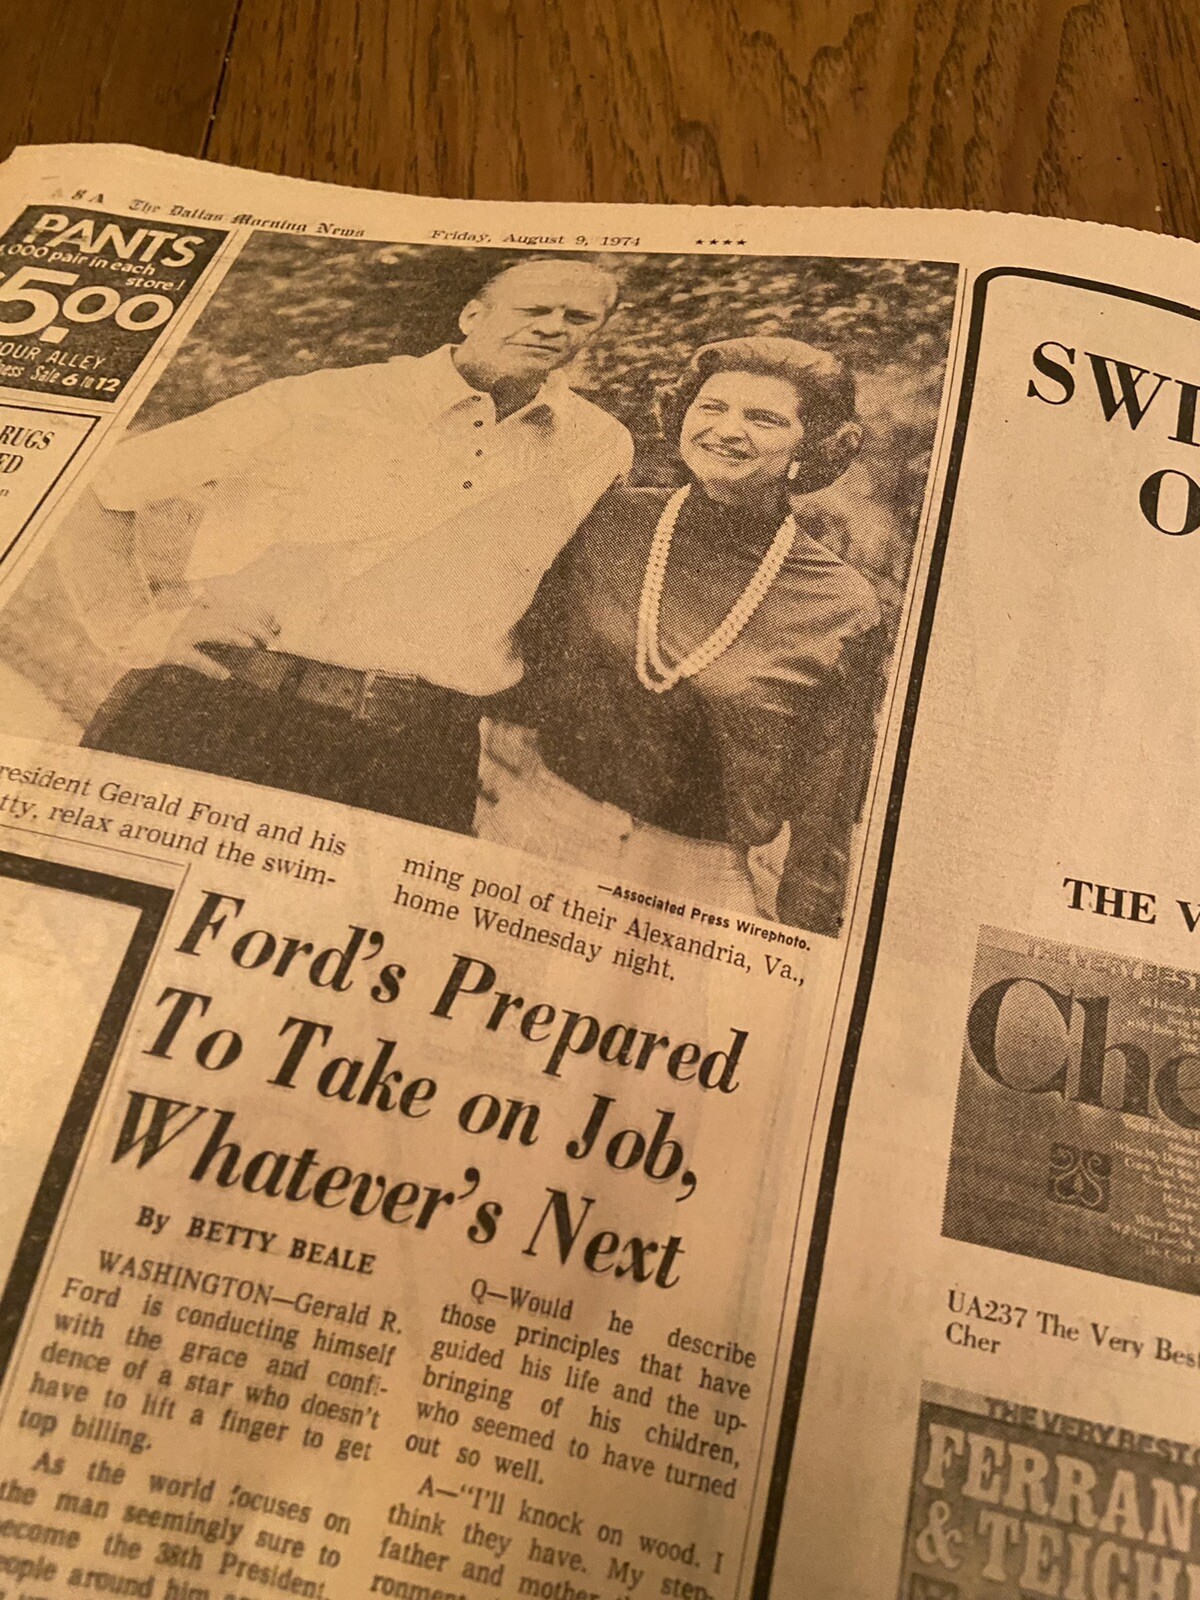 8 A The Dallas Morning News Friday, August 9, 1974 ★★★★
PANTS
000 pair in each
store!
5.00
OUR ALLEY
Sale 6 to 12
RUGS
ED
resident Gerald Ford and his
tty, relax around the swim-
—Associated Press Wirephoto.
ming pool of their Alexandria, Va.,
home Wednesday night.
Ford's Prepared
To Take on Job,
Whatever's Next
By BETTY BEALE
WASHINGTON—Gerald R.
Ford is conducting himself
with the grace and confi-
dence of a star who doesn't
have to lift a finger to get
top billing.
As the world focuses on
the man seemingly sure to
ecome the 38th President,
eople around him
Q—Would he describe
those principles that have
guided his life and the up-
bringing of his children,
who seemed to have turned
out so well.
A—"I'll knock on wood. I
think they have. My step-
father and mother
ronment
SWI
O
THE V
THE VERY BEST
Che
UA237 The Very Best
Cher
THE VERY BEST
FERRAN
& TEICH